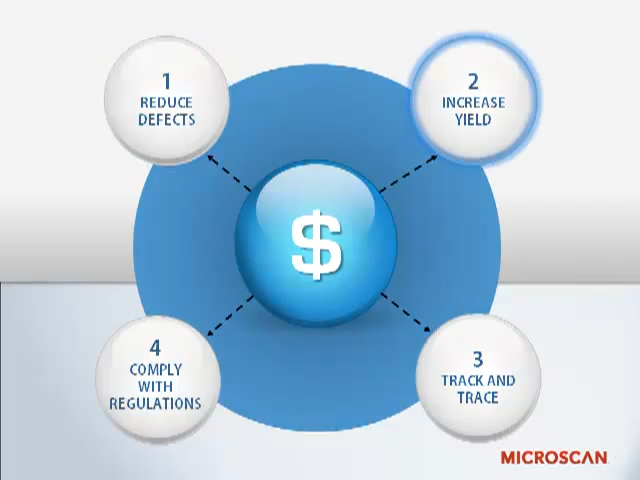 1
REDUCE
DEFECTS
2
INCREASE
YIELD
$
4
COMPLY
WITH
REGULATIONS
3
TRACK AND
TRACE
MICROSCAN